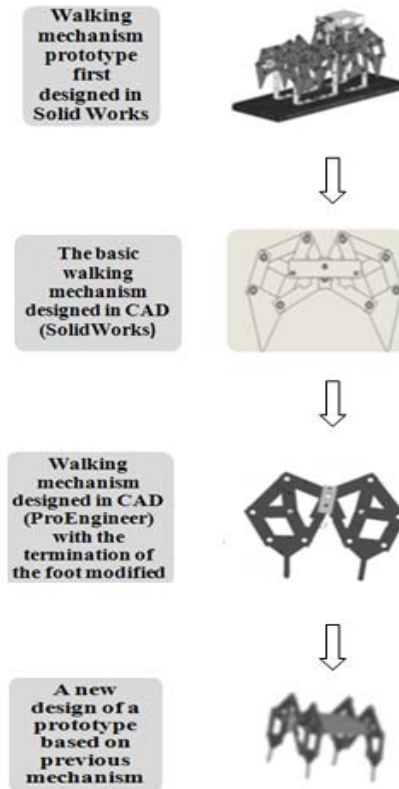 Walking
mechanism
prototype
first
designed in
Solid Works
The basic
walking
mechanism
designed in CAD
(SolidWorks)
Walking
mechanism
designed in CAD
(ProEngineer)
with the
termination of
the foot modified
A new
design of a
prototype
based on
previous
mechanism